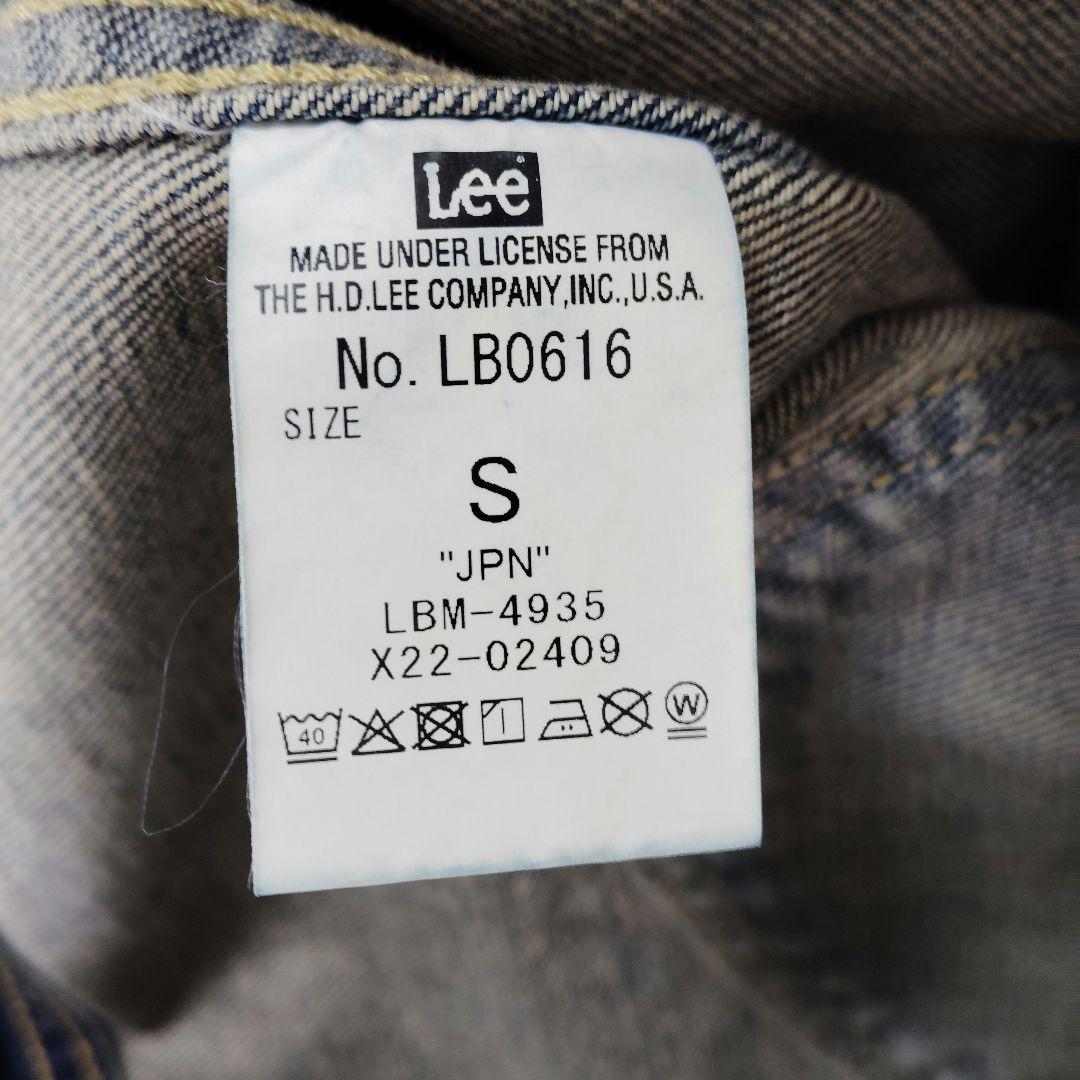 Lee
MADE UNDER LICENSE FROM
THE H.D.LEE COMPANY,INC.,U.S.A.
No. LB0616
SIZE
S
"JPN"
LBM-4935
X22-02409
40
W